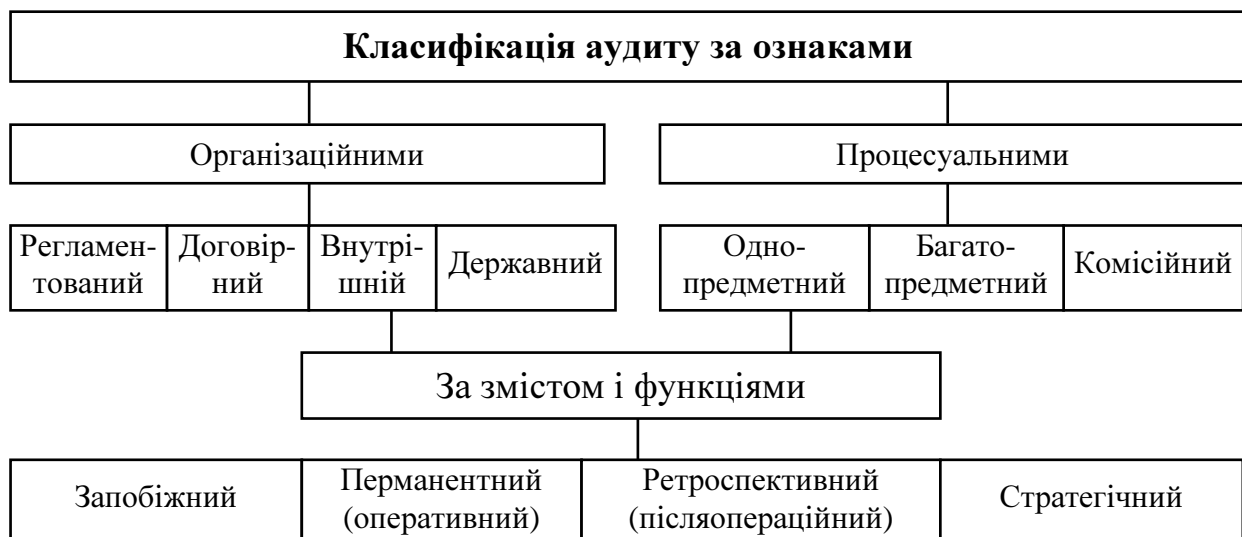 Класифікація аудиту за ознаками
Організаційними
Процесуальними
Регламен-
тований
Договір-
ний
Внутрі-
шній
Державний
Одно-
предметний
Багато-
предметний
Комісійний
За змістом і функціями
Запобіжний
Перманентний
(оперативний)
Ретроспективний
(післяопераційний)
Стратегічний